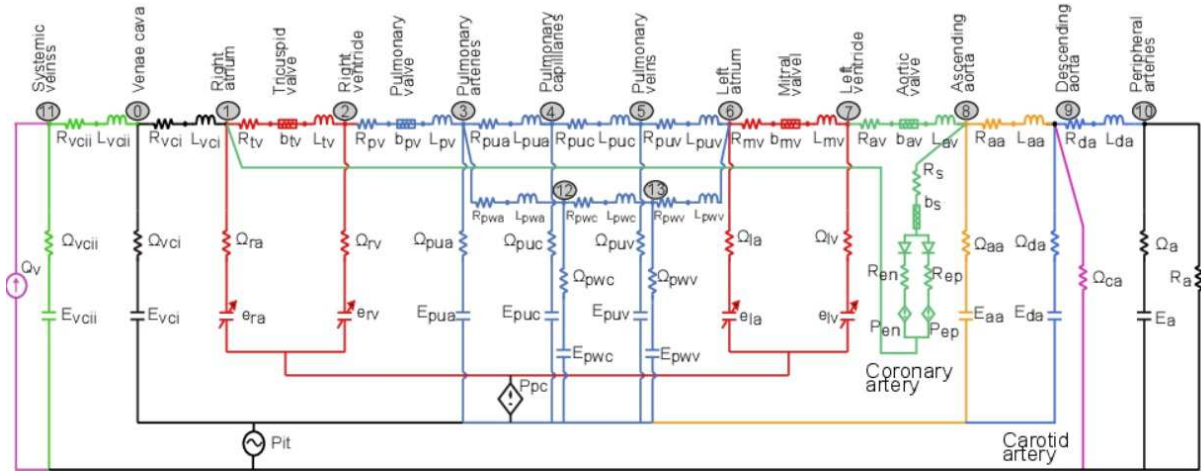 Systemic
veinss
Venae cava
Right
atrium
Tricuspid
valve
Right
ventride
Pulmonary
valve
Pulmonary
arteries
Pulmonary
capillanes
Pulmonary
veins
Left
atrium
Mitral
valvel
Left
ventride
Aortic
valve
Ascending
aorta
Descending
aorta
Peripheral
arteries
11 0 1 2 3 4 5 6 7 8 9 10
Rvcii Lvcii Rvci Lvci Rtv btv Ltv Rpv bpv Lpv Rpua Lpua Rpuc Lpuc Rpuv Lpuv Rmv bmv Lmv Rav bav Lav Raa Laa Rda Lda
Rs
bs
12 13
Rpwa Lpwa Rpwc Lpwc Rpwv Lpwv
Ωvcii Ωvci Ωra Ωrv Ωpua Ωpuc Ωpuv Ωla Ωlv Ωaa Ωda Ωa
Qv Ωpwc Ωpwv Ren Rep Ωca Ra
Evcii Evci era erv Epua Epuc Epuv ela elv Pen Pep Eaa Eda Ea
Epwc Epwv
Coronary
artery
Ppc
Pit
Carotid
artery